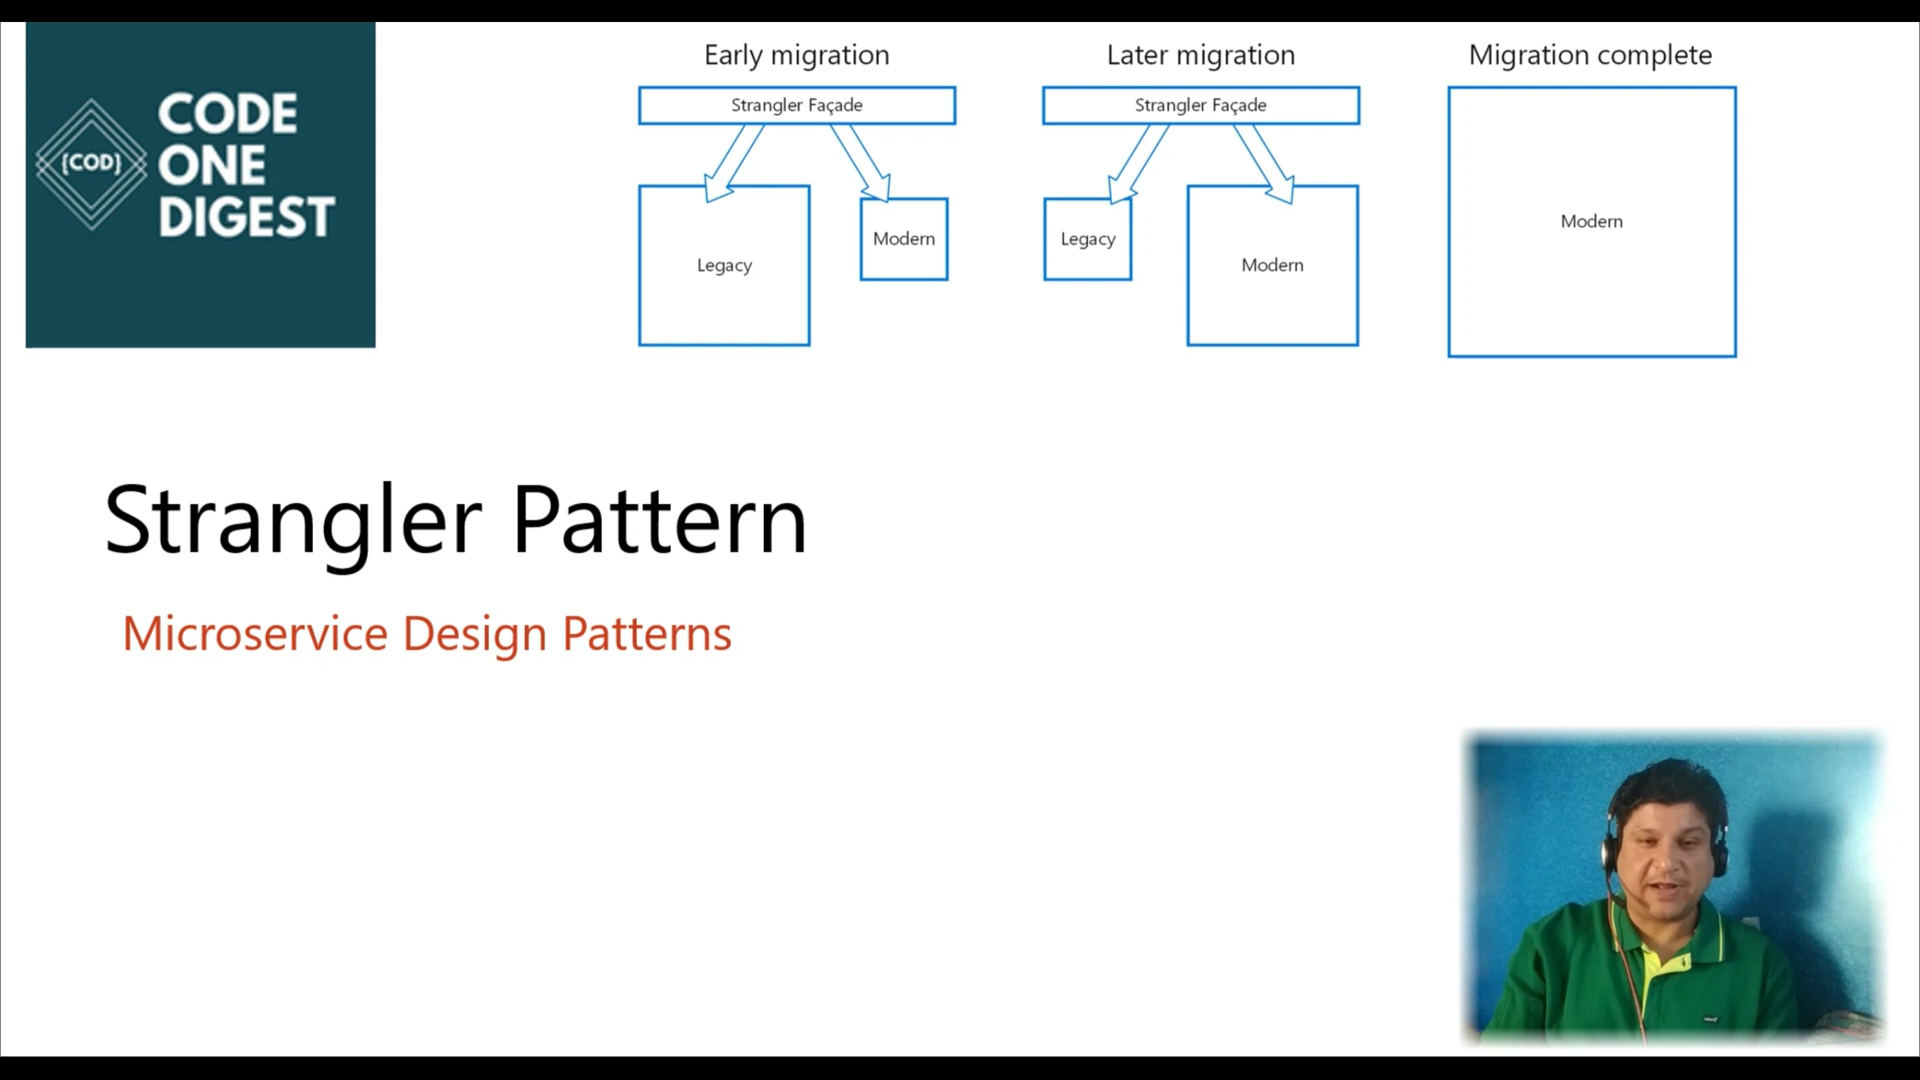 {COD}
CODE
ONE
DIGEST
Early migration
Strangler Façade
Legacy
Modern
Later migration
Strangler Façade
Legacy
Modern
Migration complete
Modern
Strangler Pattern
Microservice Design Patterns